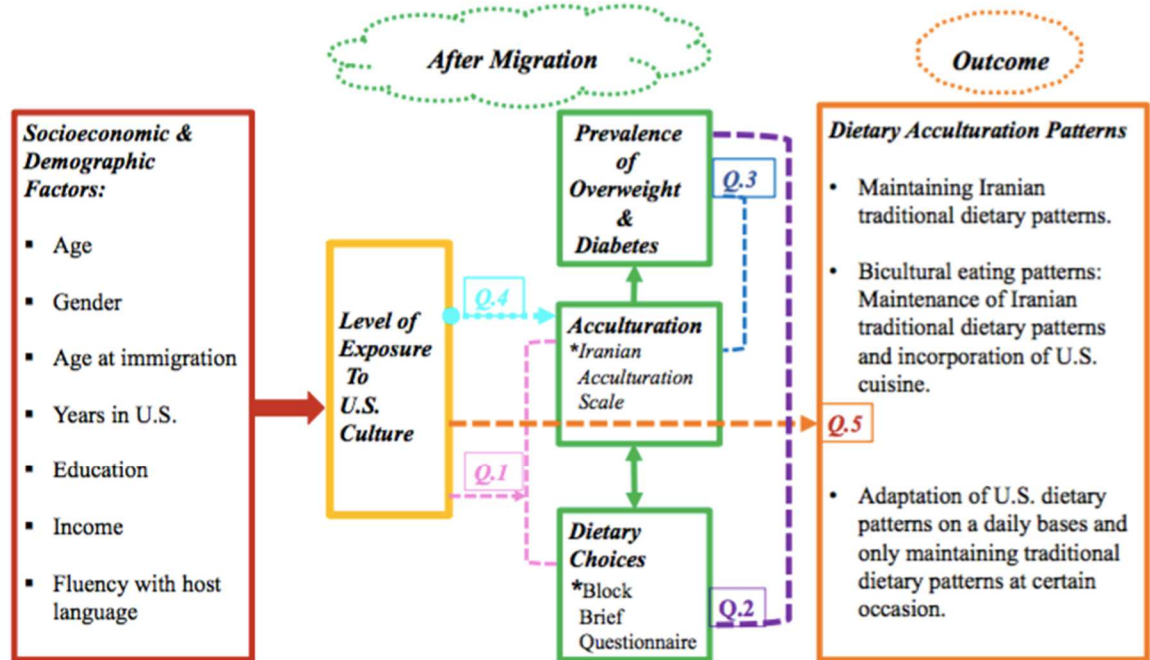 After Migration
Outcome
Socioeconomic &
Demographic
Factors:
▪ Age
▪ Gender
▪ Age at immigration
▪ Years in U.S.
▪ Education
▪ Income
▪ Fluency with host
language
Level of
Exposure
To
U.S.
Culture
Q.4
Q.1
Prevalence
of
Overweight
&
Diabetes
Q.3
Acculturation
*Iranian
Acculturation
Scale
Dietary
Choices
*Block
Brief
Questionnaire
Q.2
Q.5
Dietary Acculturation Patterns
• Maintaining Iranian
traditional dietary patterns.
• Bicultural eating patterns:
Maintenance of Iranian
traditional dietary patterns
and incorporation of U.S.
cuisine.
• Adaptation of U.S. dietary
patterns on a daily bases and
only maintaining traditional
dietary patterns at certain
occasion.